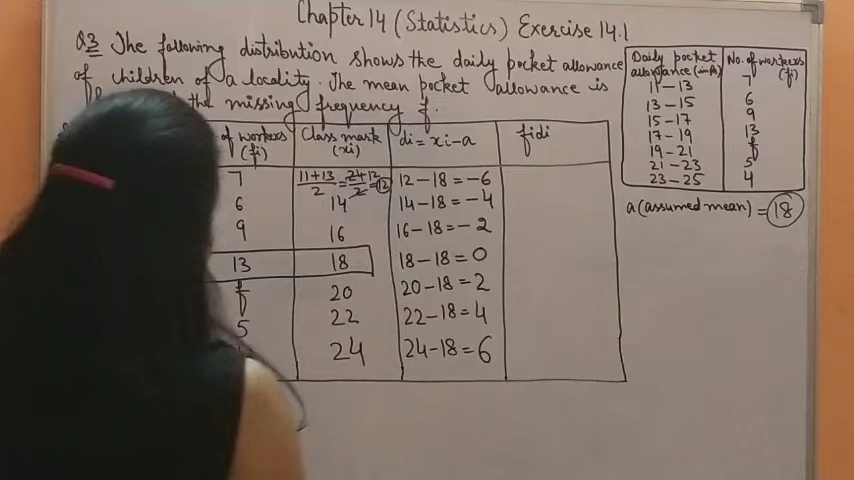 Chapter 14 (Statistics) Exercise 14.1
Q3 The following distribution shows the daily pocket allowance
of children of a locality. The mean pocket allowance is
the missing frequency f.
Daily pocket allowance (in Rs) No. of workers (fi)
11-13 7
13-15 6
15-17 9
17-19 13
19-21 f
21-23 5
23-25 4
a (assumed mean) = 18
of workers (fi) Class mark (xi) di = xi-a fidi
7 11+13/2 = 24 12/2 = 12 12-18 = -6
6 14 14-18 = -4
9 16 16-18 = -2
13 18 18-18 = 0
f 20 20-18 = 2
5 22 22-18 = 4
24 24-18 = 6